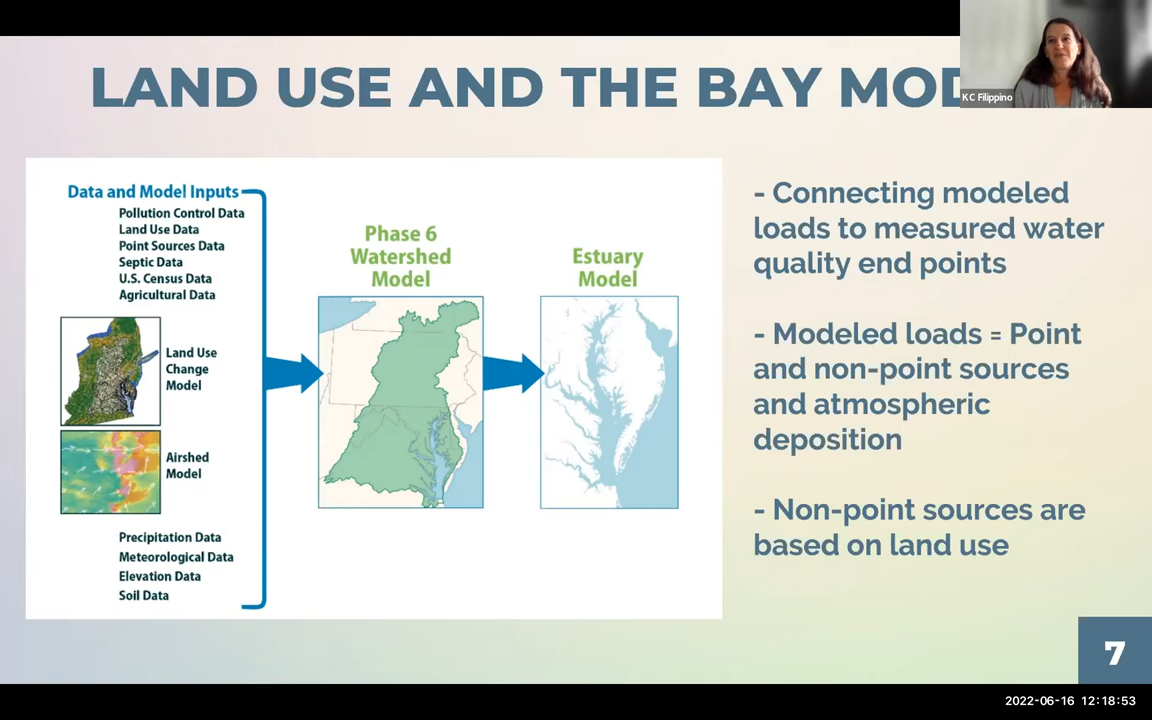 LAND USE AND THE BAY MOD
KC Filippino
Data and Model Inputs
Pollution Control Data
Land Use Data
Point Sources Data
Septic Data
U.S. Census Data
Agricultural Data
Land Use
Change
Model
Airshed
Model
Precipitation Data
Meteorological Data
Elevation Data
Soil Data
Phase 6
Watershed
Model
Estuary
Model
- Connecting modeled
loads to measured water
quality end points
- Modeled loads = Point
and non-point sources
and atmospheric
deposition
- Non-point sources are
based on land use
7
2022-06-16 12:18:53